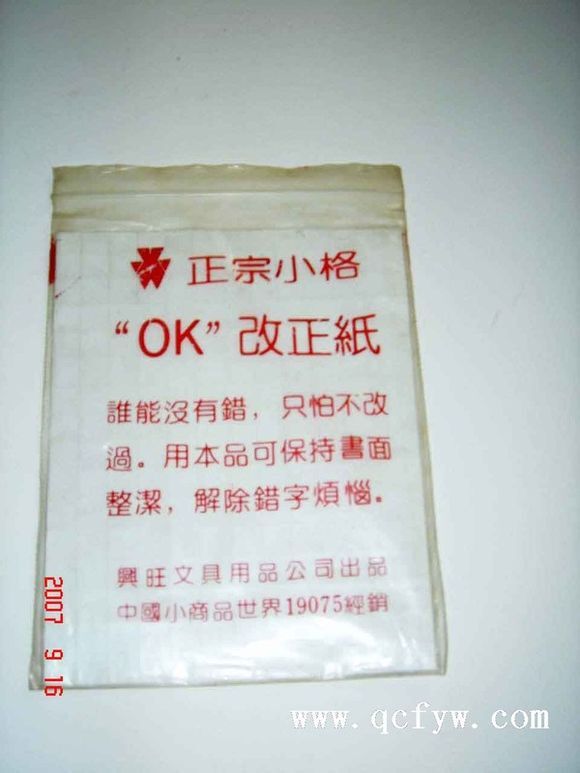 正宗小格
“OK”改正紙
誰能沒有錯，只怕不改
過。用本品可保持書面
整潔，解除錯字煩惱。
興旺文具用品公司出品
中國小商品世界19075經銷
2007 9 16
www.qcfyw.com